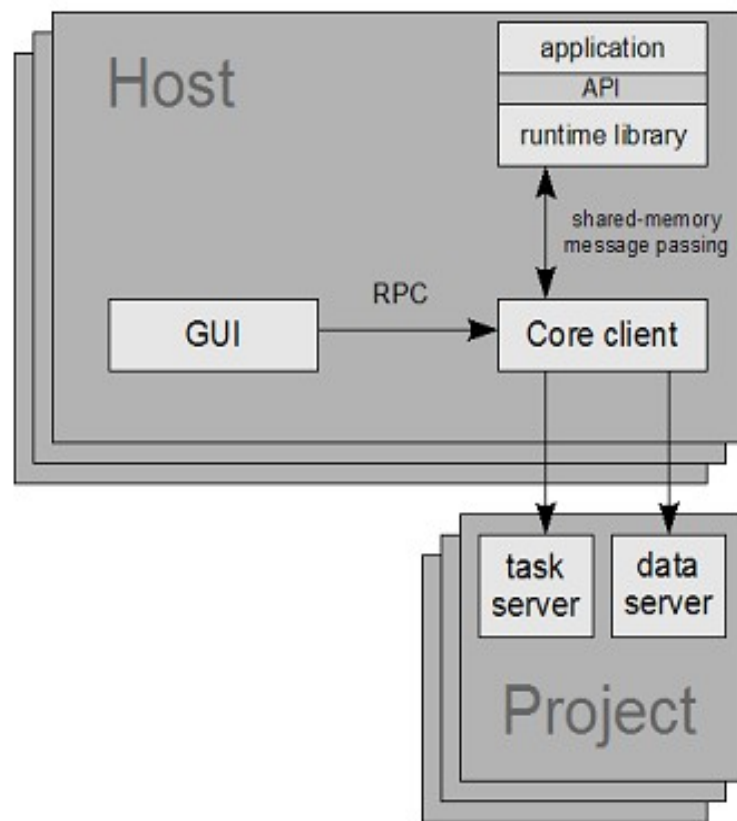 Host
application
API
runtime library
shared-memory
message passing
RPC
GUI
Core client
task
server
data
server
Project